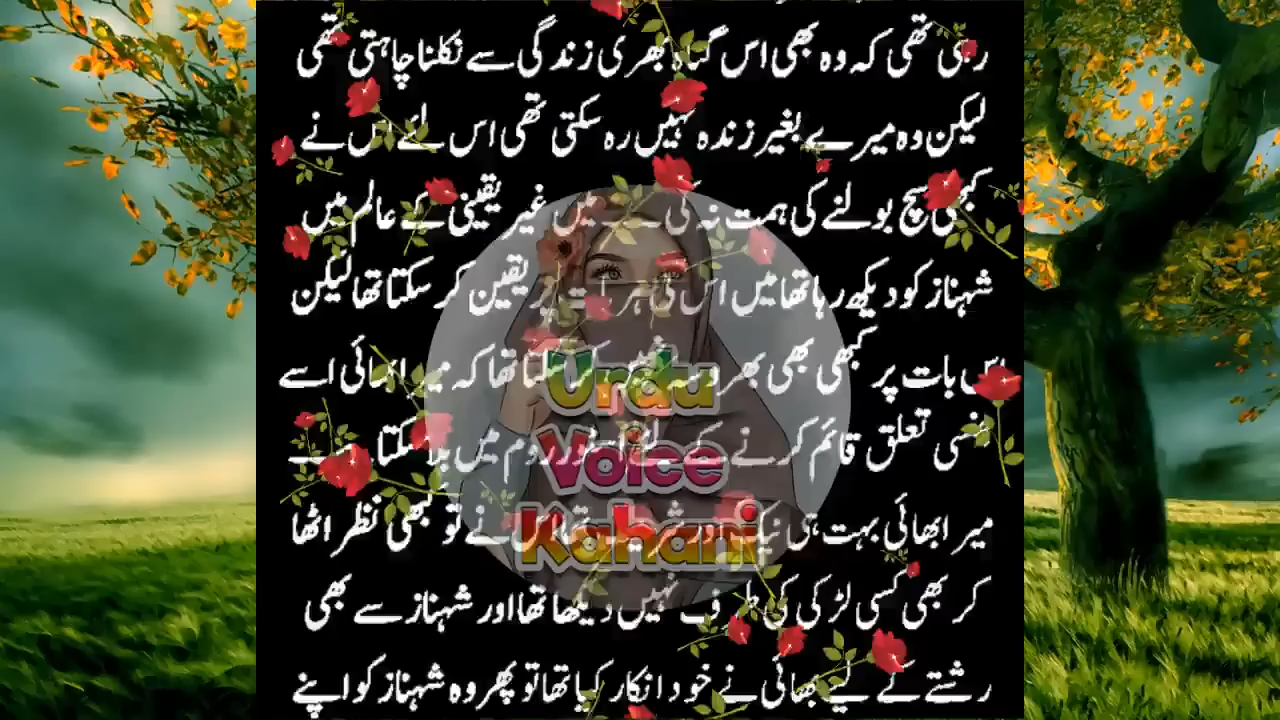 رہی تھی کہ وہ بھی اس گناہ بھری زندگی سے نکلنا چاہتی تھی
لیکن وہ میرے بغیر زندہ نہیں رہ سکتی تھی اس لئے اس نے
کبھی سچ بولنے کی ہمت نہ کی میں غیر یقینی کے عالم میں
شہناز کو دیکھ رہا تھا میں اس کی ہر یقین کر سکتا تھا لیکن
اس بات پر کبھی بھی بھروسہ نہیں کر سکتا تھا کہ میرا بھائی اسے
جنسی تعلق قائم کرنے کے لئے اسٹور روم میں بلا سکتا
میرا بھائی بہت ہی نیک اور شریف تھا اس نے تو کبھی نظر اٹھا
کر بھی کسی لڑکی کی طرف نہیں دیکھا تھا اور شہناز سے بھی
رشتے کے لیے بھائی نے خود انکار کیا تھا تو پھر وہ شہناز کو اپنے
Urdu
Voice
Kahani